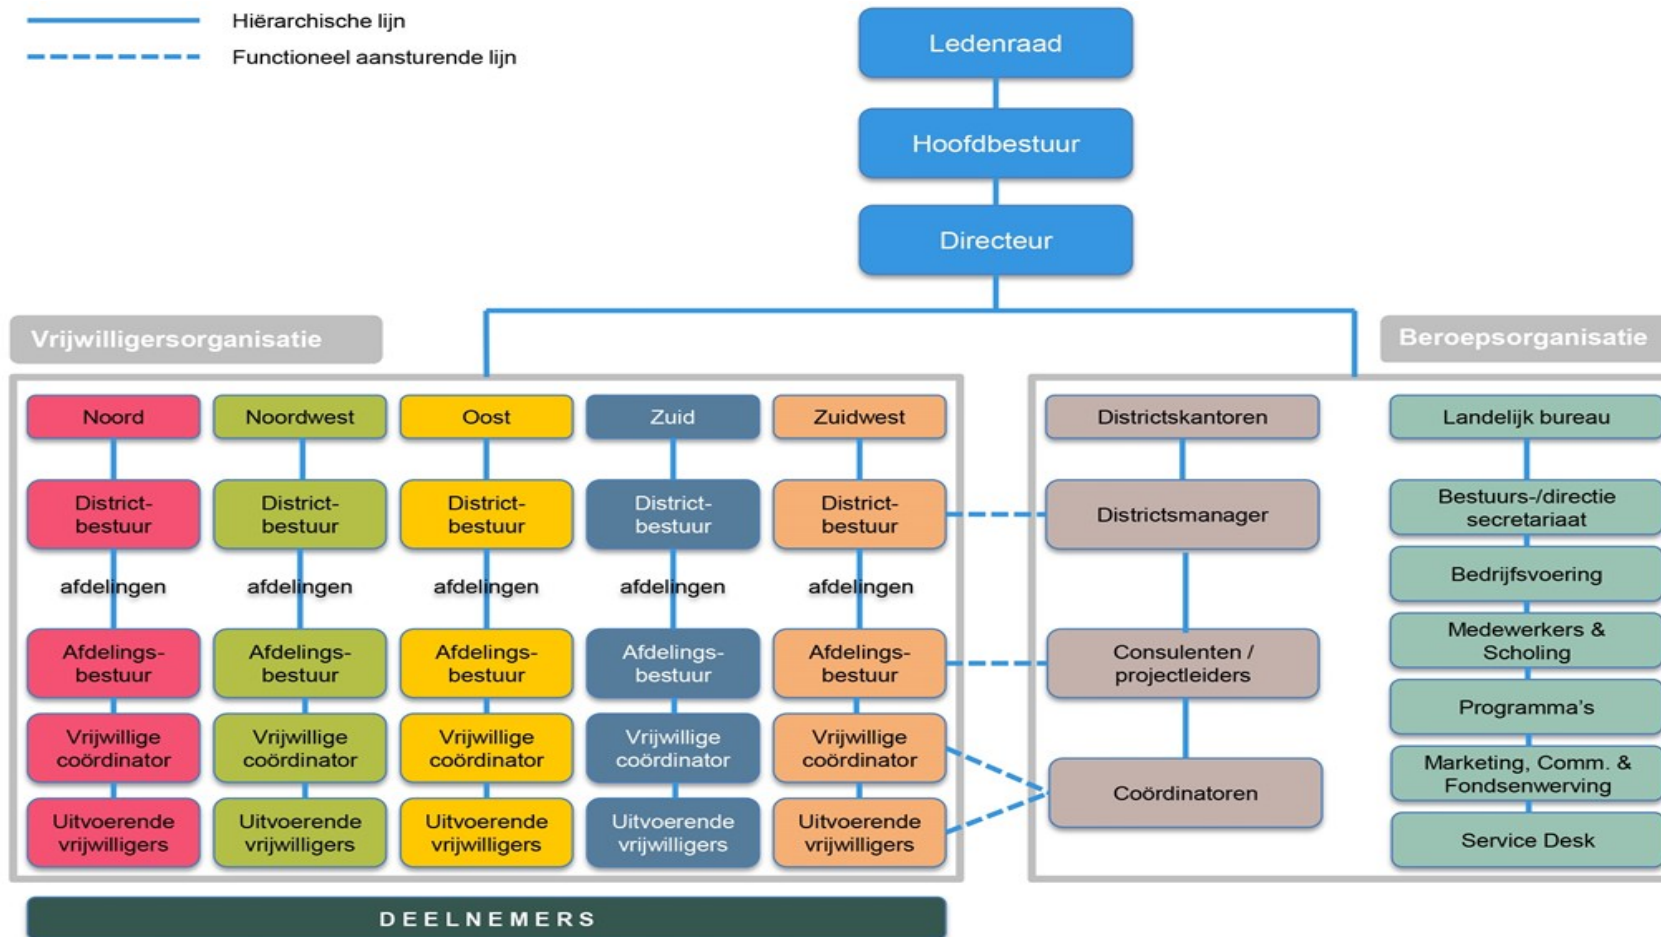 Hiërarchische lijn
Functioneel aansturende lijn
Ledenraad
Hoofdbestuur
Directeur
Vrijwilligersorganisatie
Beroepsorganisatie
Noord
Noordwest
Oost
Zuid
Zuidwest
Districtskantoren
Landelijk bureau
District-
bestuur
District-
bestuur
District-
bestuur
District-
bestuur
District-
bestuur
Districtsmanager
Bestuurs-/directie
secretariaat
afdelingen
afdelingen
afdelingen
afdelingen
afdelingen
Bedrijfsvoering
Afdelings-
bestuur
Afdelings-
bestuur
Afdelings-
bestuur
Afdelings-
bestuur
Afdelings-
bestuur
Consulenten /
projectleiders
Medewerkers &
Scholing
Programma's
Vrijwillige
coördinator
Vrijwillige
coördinator
Vrijwillige
coördinator
Vrijwillige
coördinator
Vrijwillige
coördinator
Coördinatoren
Marketing, Comm. &
Fondsenwerving
Uitvoerende
vrijwilligers
Uitvoerende
vrijwilligers
Uitvoerende
vrijwilligers
Uitvoerende
vrijwilligers
Uitvoerende
vrijwilligers
Service Desk
DEELNEMERS